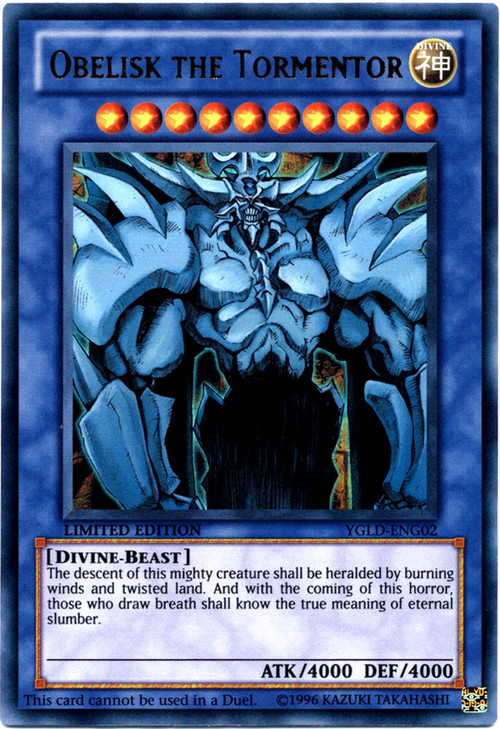 OBELISK THE TORMENTOR
DIVINE
神
LIMITED EDITION YGLD-ENG02
[DIVINE-BEAST]
The descent of this mighty creature shall be heralded by burning
winds and twisted land. And with the coming of this horror,
those who draw breath shall know the true meaning of eternal
slumber.
ATK/4000 DEF/4000
This card cannot be used in a Duel. ©1996 KAZUKI TAKAHASHI